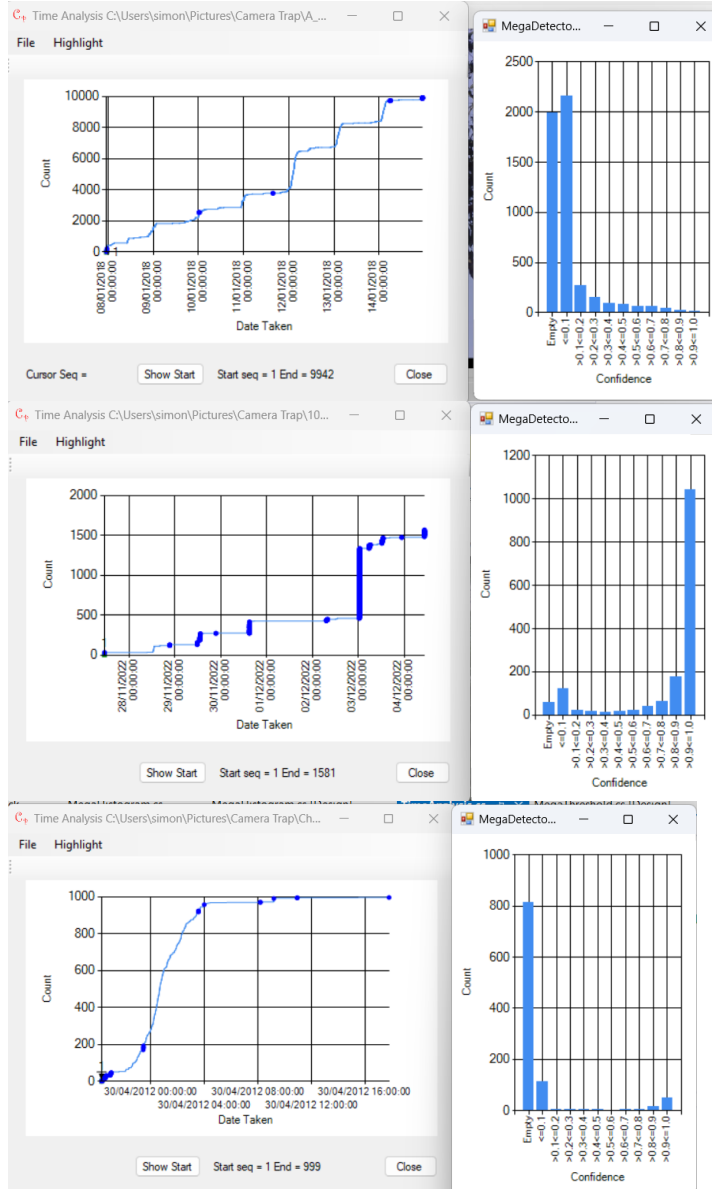 Time Analysis C:\Users\simon\Pictures\Camera Trap\A_...
File Highlight
10000
8000
6000
4000
2000
0
1
Count
08/01/2018 00:00:00
09/01/2018 00:00:00
10/01/2018 00:00:00
11/01/2018 00:00:00
12/01/2018 00:00:00
13/01/2018 00:00:00
14/01/2018 00:00:00
Date Taken
Cursor Seq = Show Start Start seq = 1 End = 9942 Close
MegaDetecto...
2500
2000
1500
1000
500
0
Count
Empty
<=0.1
>0.1<=0.2
>0.2<=0.3
>0.3<=0.4
>0.4<=0.5
>0.5<=0.6
>0.6<=0.7
>0.7<=0.8
>0.8<=0.9
>0.9<=1.0
Confidence
Time Analysis C:\Users\simon\Pictures\Camera Trap\10...
File Highlight
2000
1500
1000
500
0
Count
28/11/2022 00:00:00
29/11/2022 00:00:00
30/11/2022 00:00:00
01/12/2022 00:00:00
02/12/2022 00:00:00
03/12/2022 00:00:00
04/12/2022 00:00:00
Date Taken
Show Start Start seq = 1 End = 1581 Close
MegaDetecto...
1200
1000
800
600
400
200
0
Count
Empty
<=0.1
>0.1<=0.2
>0.2<=0.3
>0.3<=0.4
>0.4<=0.5
>0.5<=0.6
>0.6<=0.7
>0.7<=0.8
>0.8<=0.9
>0.9<=1.0
Confidence
Time Analysis C:\Users\simon\Pictures\Camera Trap\Ch...
File Highlight
1000
800
600
400
200
0
Count
30/04/2012 00:00:00 30/04/2012 08:00:00 30/04/2012 16:00:00
30/04/2012 04:00:00 30/04/2012 12:00:00
Date Taken
Show Start Start seq = 1 End = 999 Close
MegaDetecto...
1000
800
600
400
200
0
Count
Empty
<=0.1
>0.1<=0.2
>0.2<=0.3
>0.3<=0.4
>0.4<=0.5
>0.5<=0.6
>0.6<=0.7
>0.7<=0.8
>0.8<=0.9
>0.9<=1.0
Confidence